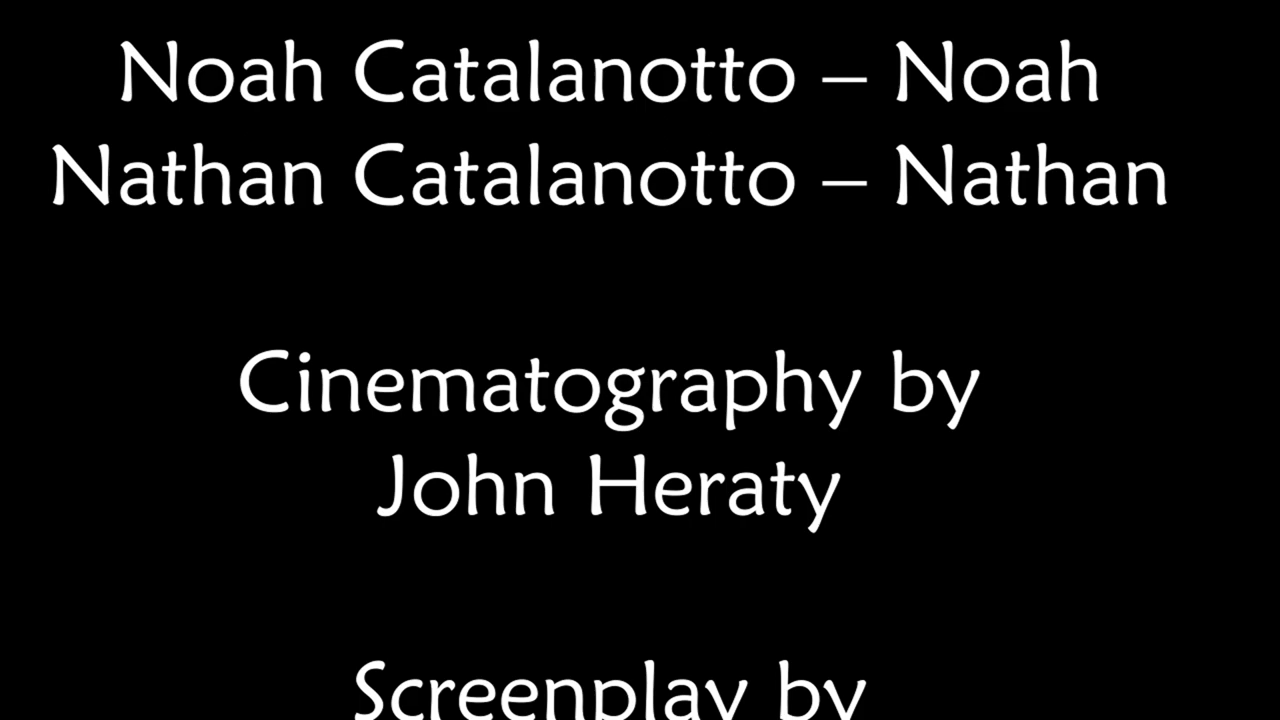 Noah Catalanotto – Noah
Nathan Catalanotto – Nathan
Cinematography by
John Heraty
Screenplay by